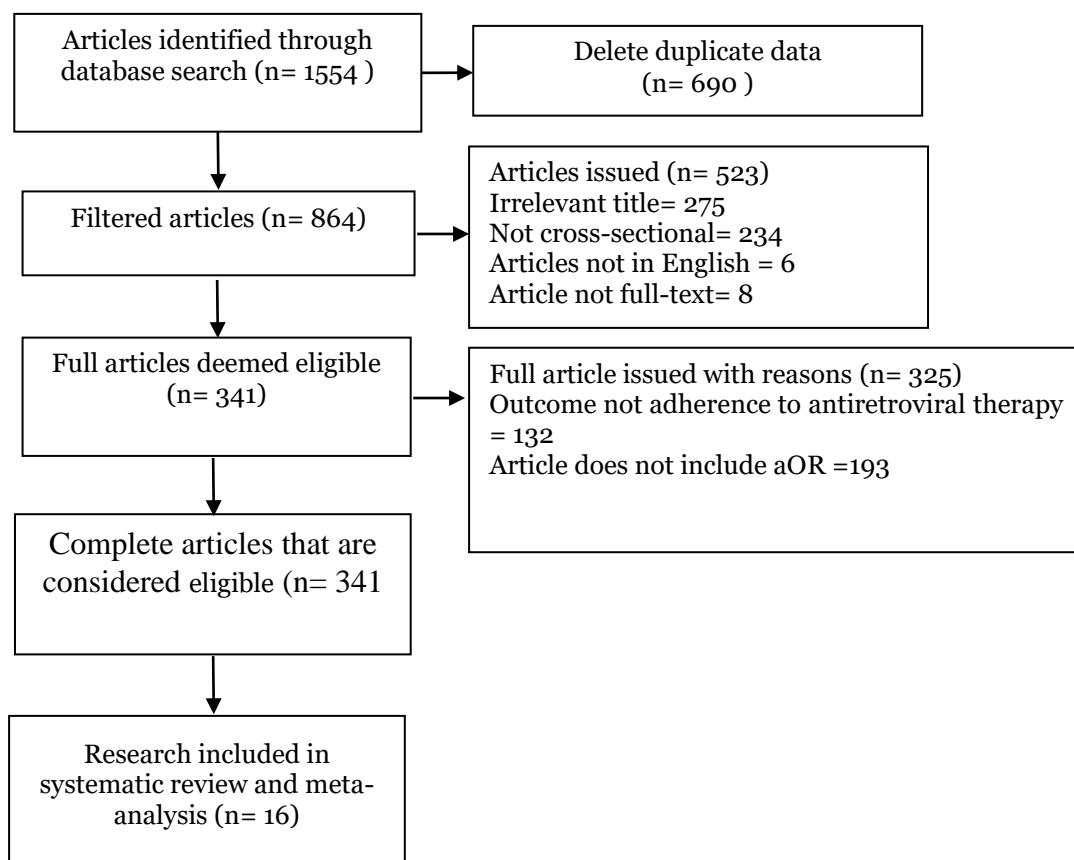 Articles identified through
database search (n= 1554 )
Delete duplicate data
(n= 690 )
Filtered articles (n= 864)
Articles issued (n= 523)
Irrelevant title= 275
Not cross-sectional= 234
Articles not in English = 6
Article not full-text= 8
Full articles deemed eligible
(n= 341)
Full article issued with reasons (n= 325)
Outcome not adherence to antiretroviral therapy
= 132
Article does not include aOR =193
Complete articles that are
considered eligible (n= 341
Research included in
systematic review and meta-
analysis (n= 16)